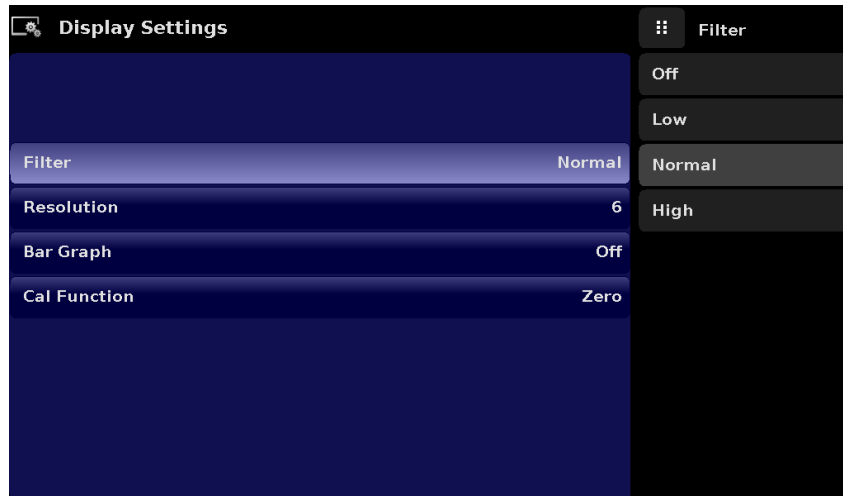 Display Settings
Filter Normal
Resolution 6
Bar Graph Off
Cal Function Zero
Filter
Off
Low
Normal
High